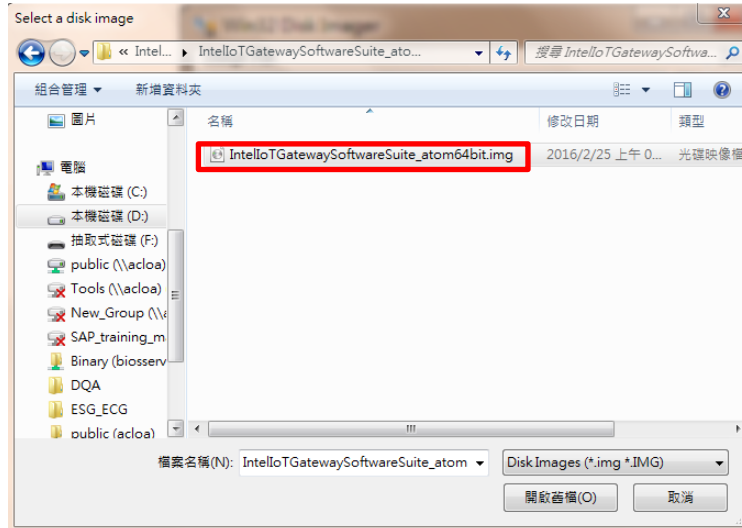 Select a disk image
« Intel... ▸ IntelIoTGatewaySoftwareSuite_ato...
搜尋 IntelIoTGatewaySoftwa...
組合管理 ▼ 新增資料夾
名稱 修改日期 類型
IntelIoTGatewaySoftwareSuite_atom64bit.img 2016/2/25 上午 0... 光碟映像檔
圖片
電腦
本機磁碟 (C:)
本機磁碟 (D:)
抽取式磁碟 (F:)
public (\\acloa)
Tools (\\acloa)
New_Group (\\a
SAP_training_m
Binary (biosserv
DQA
ESG_ECG
public (acloa)
檔案名稱(N): IntelIoTGatewaySoftwareSuite_atom
Disk Images (*.img *.IMG)
開啟舊檔(O) 取消